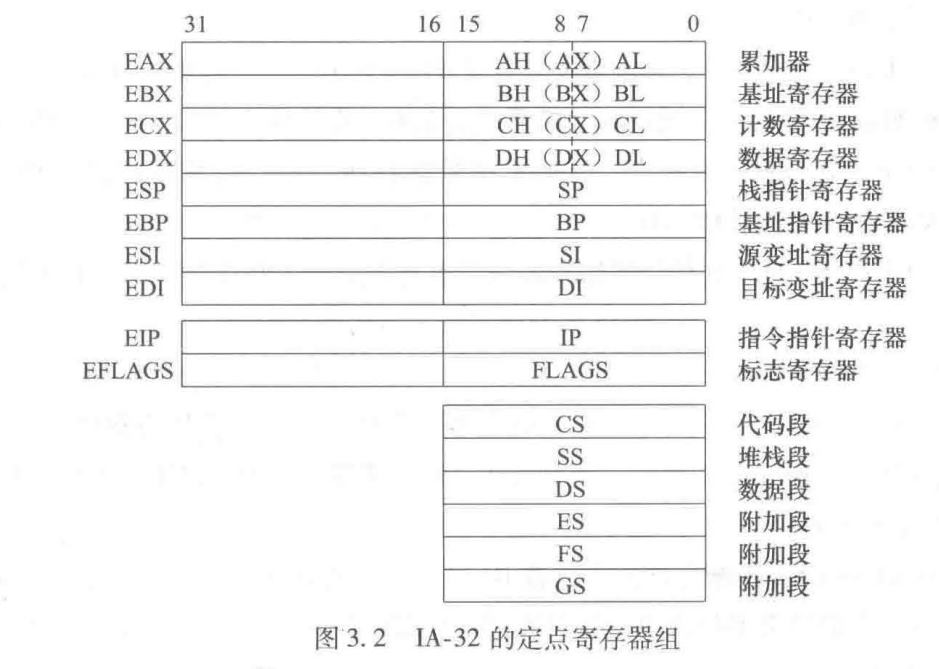 31 16 15 8 7 0
EAX AH（AX）AL 累加器
EBX BH（BX）BL 基址寄存器
ECX CH（CX）CL 计数寄存器
EDX DH（DX）DL 数据寄存器
ESP SP 栈指针寄存器
EBP BP 基址指针寄存器
ESI SI 源变址寄存器
EDI DI 目标变址寄存器
EIP IP 指令指针寄存器
EFLAGS FLAGS 标志寄存器
CS 代码段
SS 堆栈段
DS 数据段
ES 附加段
FS 附加段
GS 附加段
图 3.2 IA-32 的定点寄存器组